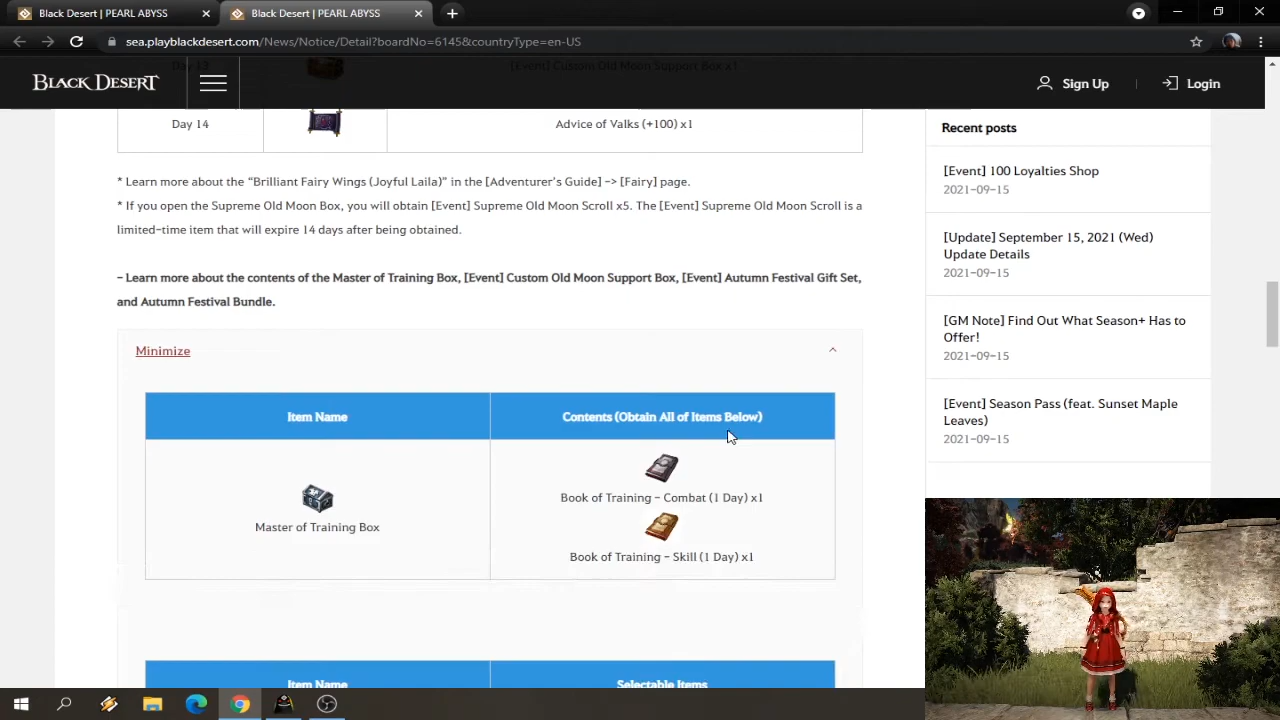 Black Desert | PEARL ABYSS
Black Desert | PEARL ABYSS
sea.playblackdesert.com/News/Notice/Detail?boardNo=6145&countryType=en-US
BLACK DESERT
Sign Up
Login
Day 13
[Event] Custom Old Moon Support Box x1
Day 14
Advice of Valks (+100) x1
* Learn more about the “Brilliant Fairy Wings (Joyful Laila)” in the [Adventurer's Guide] -> [Fairy] page.
* If you open the Supreme Old Moon Box, you will obtain [Event] Supreme Old Moon Scroll x5. The [Event] Supreme Old Moon Scroll is a
limited-time item that will expire 14 days after being obtained.
- Learn more about the contents of the Master of Training Box, [Event] Custom Old Moon Support Box, [Event] Autumn Festival Gift Set,
and Autumn Festival Bundle.
Minimize
Item Name
Contents (Obtain All of Items Below)
Master of Training Box
Book of Training - Combat (1 Day) x1
Book of Training - Skill (1 Day) x1
Item Name
Selectable Items
Recent posts
[Event] 100 Loyalties Shop
2021-09-15
[Update] September 15, 2021 (Wed)
Update Details
2021-09-15
[GM Note] Find Out What Season+ Has to
Offer!
2021-09-15
[Event] Season Pass (feat. Sunset Maple
Leaves)
2021-09-15